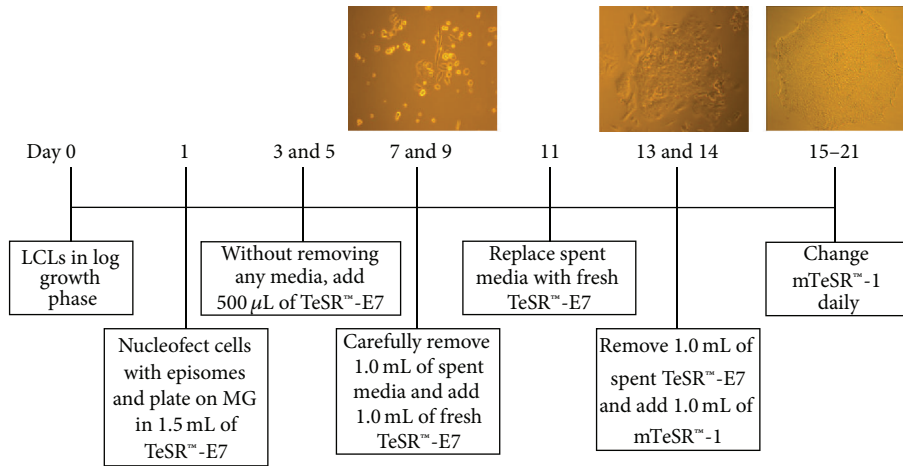 Day 0
1
3 and 5
7 and 9
11
13 and 14
15–21
LCLs in log
growth
phase
Nucleofect cells
with episomes
and plate on MG
in 1.5 mL of
TeSR™-E7
Without removing
any media, add
500 μL of TeSR™-E7
Carefully remove
1.0 mL of spent
media and add
1.0 mL of fresh
TeSR™-E7
Replace spent
media with fresh
TeSR™-E7
Remove 1.0 mL of
spent TeSR™-E7
and add 1.0 mL of
mTeSR™-1
Change
mTeSR™-1
daily